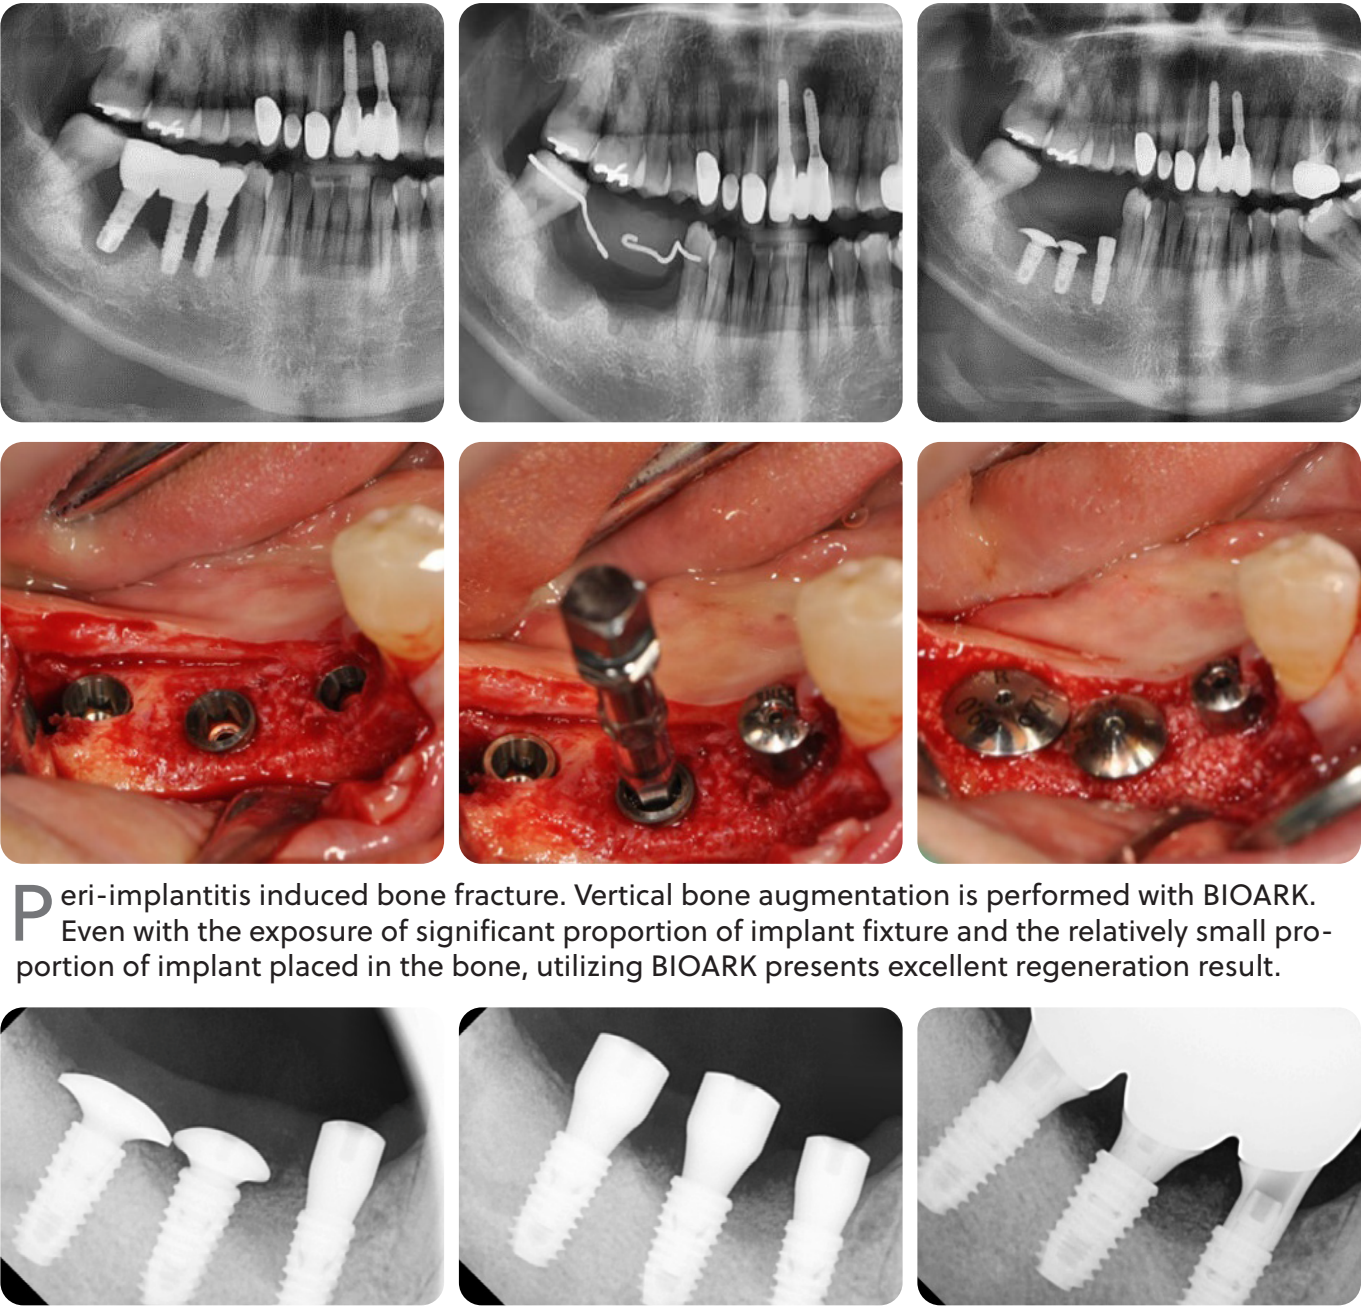 Peri-implantitis induced bone fracture. Vertical bone augmentation is performed with BIOARK.
Even with the exposure of significant proportion of implant fixture and the relatively small pro-
portion of implant placed in the bone, utilizing BIOARK presents excellent regeneration result.